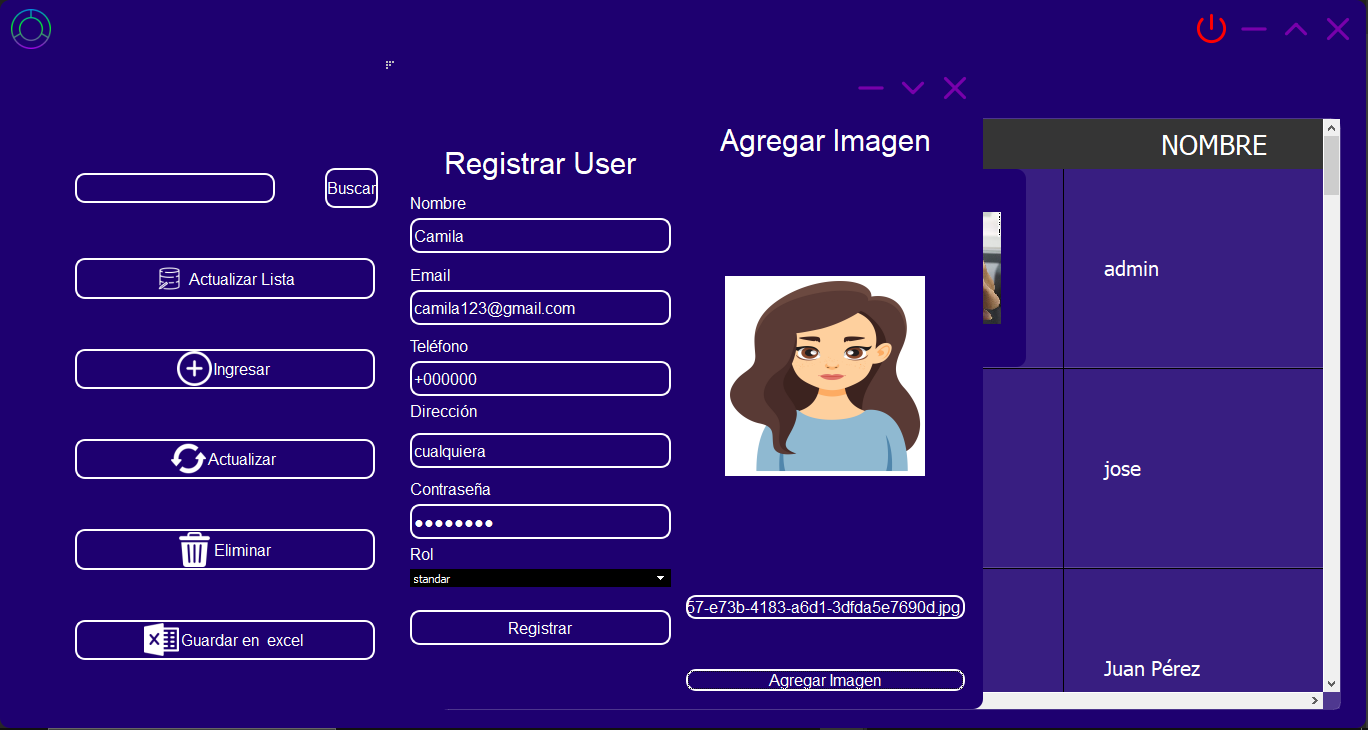 Buscar
Actualizar Lista
Ingresar
Actualizar
Eliminar
Guardar en excel
Registrar User
Nombre
Camila
Email
camila123@gmail.com
Teléfono
+000000
Dirección
cualquiera
Contraseña
●●●●●●●●
Rol
standar
Registrar
Agregar Imagen
57-e73b-4183-a6d1-3dfda5e7690d.jpg
Agregar Imagen
NOMBRE
admin
jose
Juan Pérez